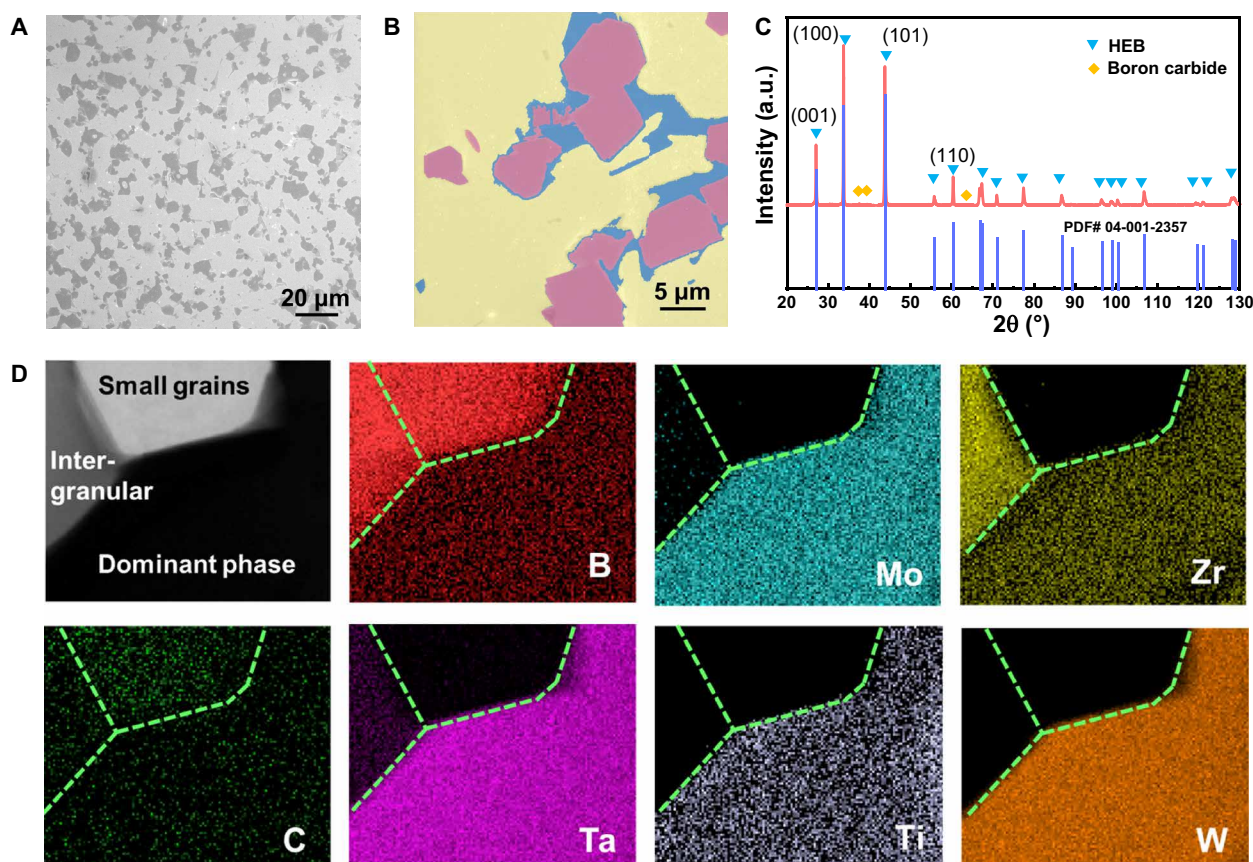 A
20 μm
B
5 μm
C
Intensity (a.u.)
(001)
(100)
(101)
(110)
HEB
Boron carbide
PDF# 04-001-2357
20 30 40 50 60 70 80 90 100 110 120 130
2θ (°)
D
Small grains
Inter-
granular
Dominant phase
B
Mo
Zr
C
Ta
Ti
W